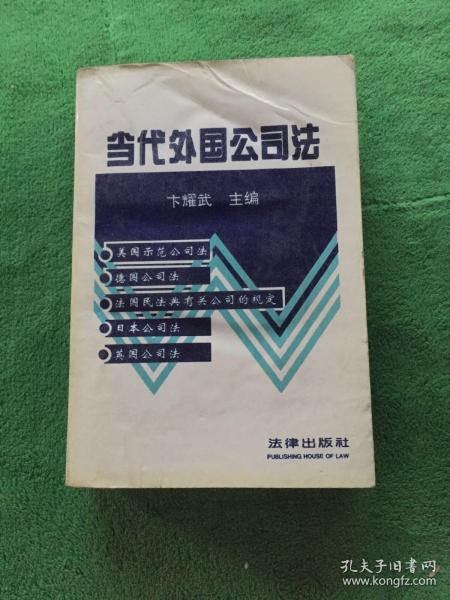 当代外国公司法
卞耀武 主编
美国示范公司法
德国公司法
法国民法典有关公司的规定
日本公司法
英国公司法
法律出版社
PUBLISHING HOUSE OF LAW
孔夫子旧书网
www.kongfz.com